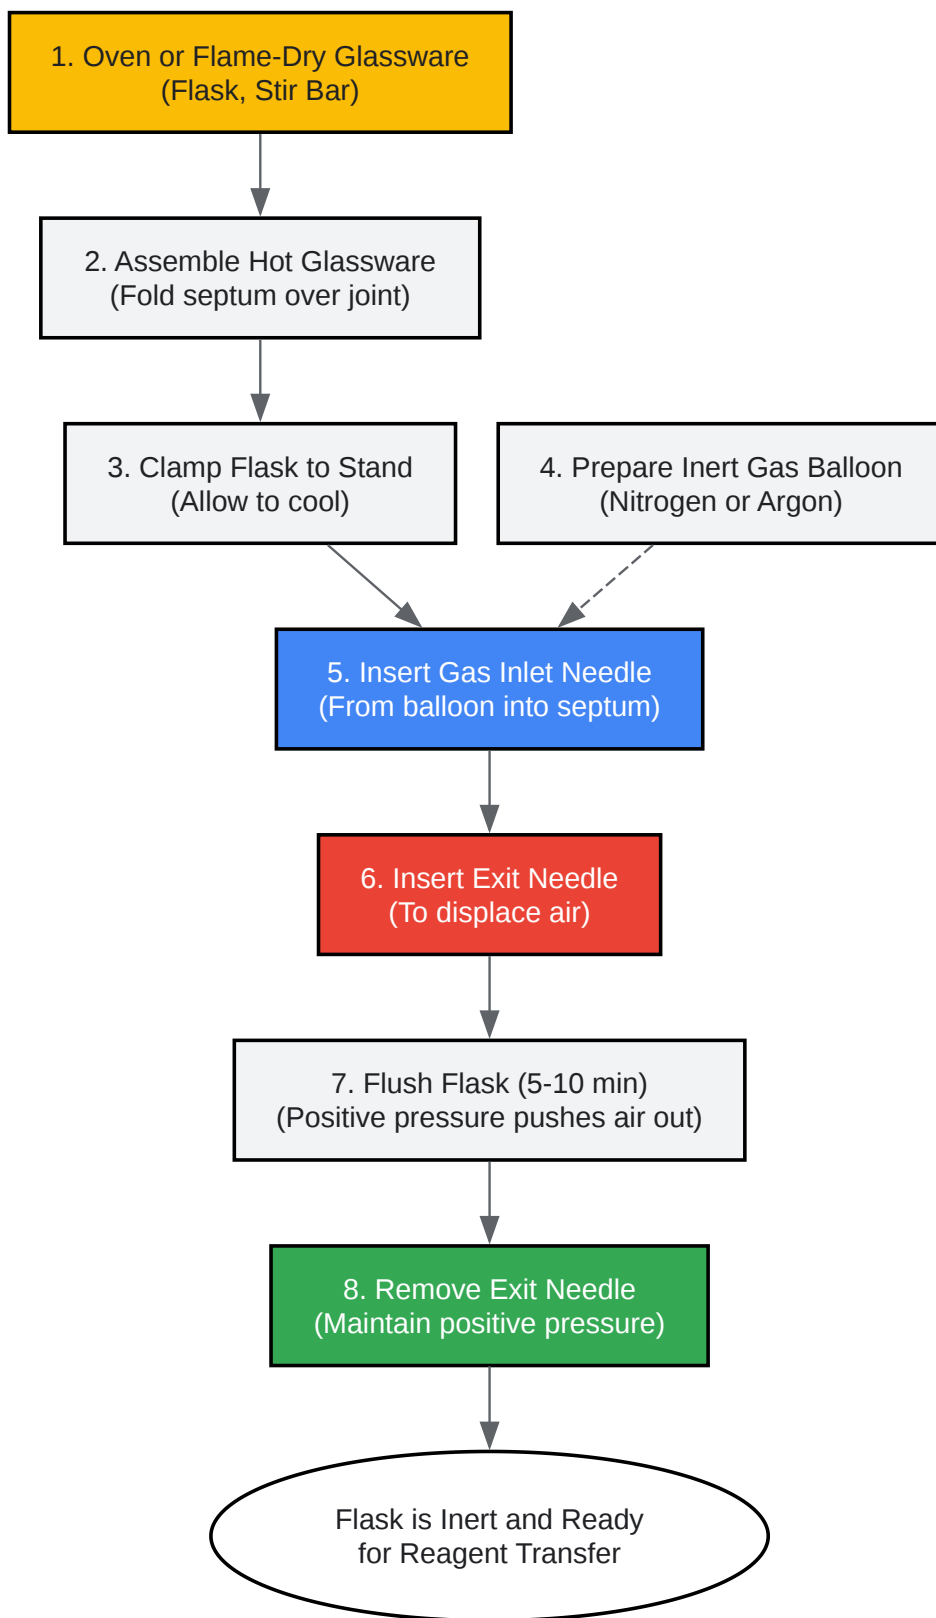 1. Oven or Flame-Dry Glassware
(Flask, Stir Bar)
2. Assemble Hot Glassware
(Fold septum over joint)
3. Clamp Flask to Stand
(Allow to cool)
4. Prepare Inert Gas Balloon
(Nitrogen or Argon)
5. Insert Gas Inlet Needle
(From balloon into septum)
6. Insert Exit Needle
(To displace air)
7. Flush Flask (5-10 min)
(Positive pressure pushes air out)
8. Remove Exit Needle
(Maintain positive pressure)
Flask is Inert and Ready
for Reagent Transfer